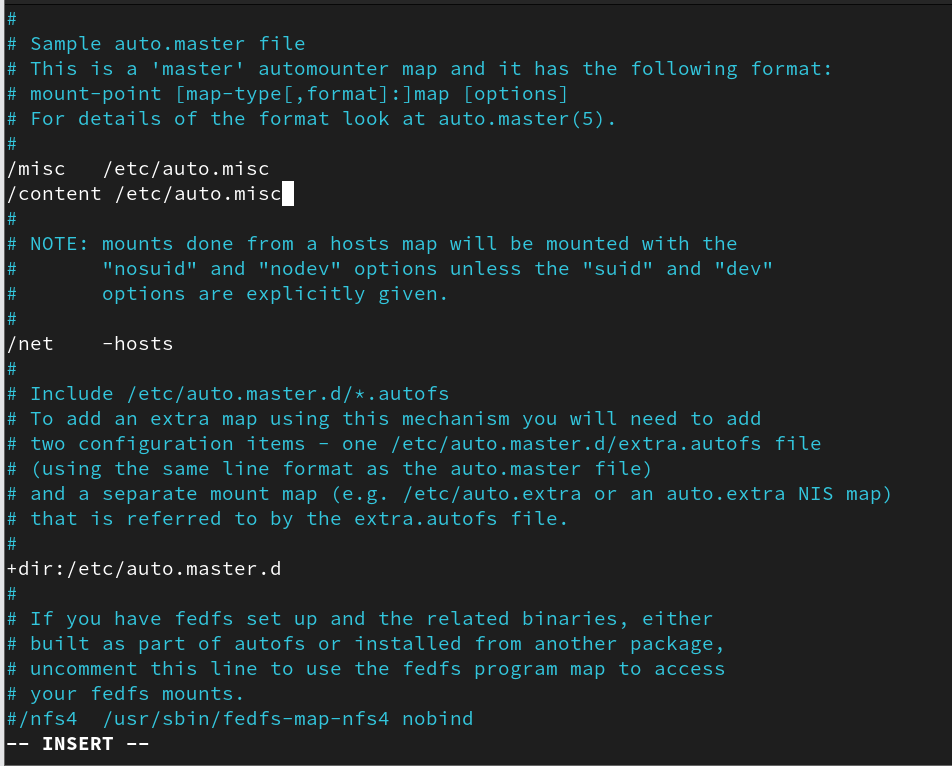 #
# Sample auto.master file
# This is a 'master' automounter map and it has the following format:
# mount-point [map-type[,format]:]map [options]
# For details of the format look at auto.master(5).
#
/misc   /etc/auto.misc
/content /etc/auto.misc
#
# NOTE: mounts done from a hosts map will be mounted with the
#       "nosuid" and "nodev" options unless the "suid" and "dev"
#       options are explicitly given.
#
/net    -hosts
#
# Include /etc/auto.master.d/*.autofs
# To add an extra map using this mechanism you will need to add
# two configuration items - one /etc/auto.master.d/extra.autofs file
# (using the same line format as the auto.master file)
# and a separate mount map (e.g. /etc/auto.extra or an auto.extra NIS map)
# that is referred to by the extra.autofs file.
#
+dir:/etc/auto.master.d
#
# If you have fedfs set up and the related binaries, either
# built as part of autofs or installed from another package,
# uncomment this line to use the fedfs program map to access
# your fedfs mounts.
#/nfs4  /usr/sbin/fedfs-map-nfs4 nobind
-- INSERT --